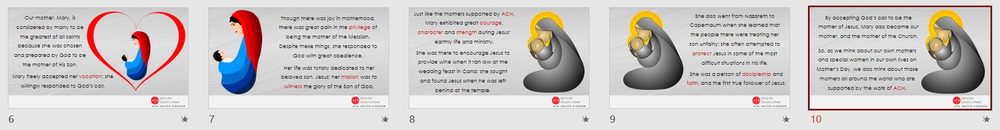 Our mother, Mary, is
considered by many to be
the greatest of all saints
because she was chosen
and prepared by God to be
the mother of His Son.
Mary freely accepted her vocation; she
willingly responded to God's call.
Aid to the
Church in Need
ACN UNITED KINGDOM
6
Though there was joy in motherhood,
there was great pain in the privilege of
being the mother of the Messiah.
Despite these things, she responded to
God with great obedience.
Her life was totally dedicated to her
beloved son, Jesus; her mission was to
witness the glory of the Son of God.
Aid to the
Church in Need
ACN UNITED KINGDOM
7
Just like the mothers supported by ACN,
Mary exhibited great courage,
character and strength during Jesus'
earthly life and ministry.
She was there to encourage Jesus to
provide wine when it ran low at the
wedding feast in Cana; she sought
and found Jesus when he was left
behind at the temple.
Aid to the
Church in Need
ACN UNITED KINGDOM
8
She also went from Nazareth to
Capernaum when she learned that
the people there were treating her
son unfairly; she often attempted to
protect Jesus in some of the most
difficult situations in his life.
She was a person of discipleship and
faith, and the first true follower of Jesus.
Aid to the
Church in Need
ACN UNITED KINGDOM
9
By accepting God's call to be the
mother of Jesus, Mary also became our
mother, and the mother of the Church.
So, as we think about our own mothers
and special women in our own lives on
Mother's Day, we also think about those
mothers all around the world who are
supported by the work of ACN.
Aid to the
Church in Need
ACN UNITED KINGDOM
10